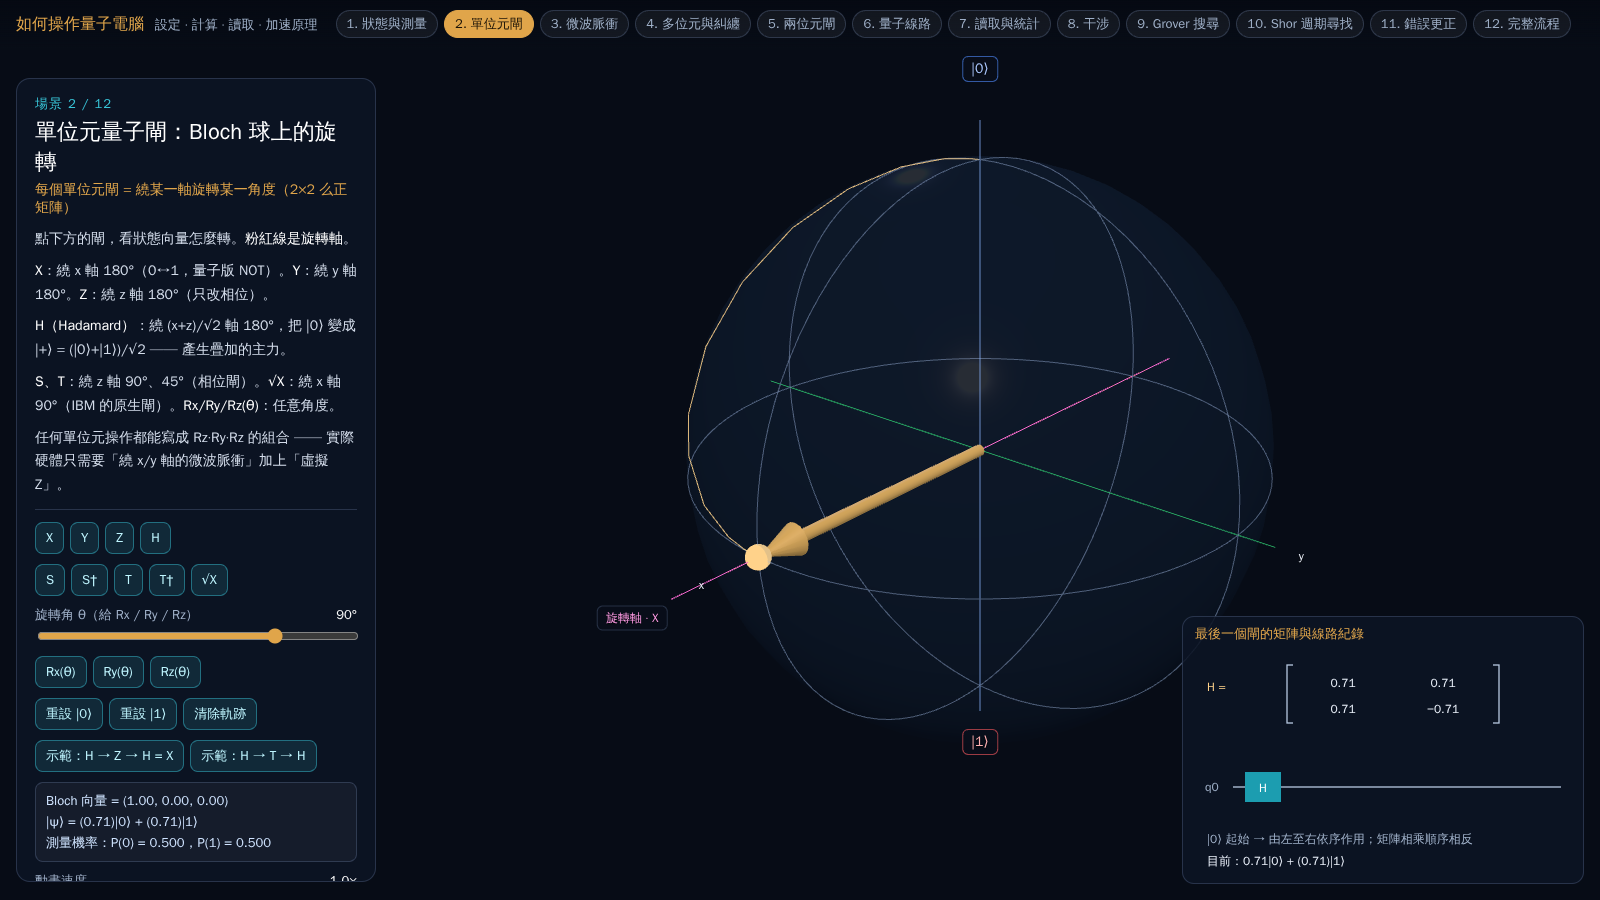 如何操作量子電腦 設定 · 計算 · 讀取 · 加速原理 1. 狀態與測量 2. 單位元閘 3. 微波脈衝 4. 多位元與糾纏 5. 兩位元閘 6. 量子線路 7. 讀取與統計 8. 干涉 9. Grover 搜尋 10. Shor 週期尋找 11. 錯誤更正 12. 完整流程
場景 2 / 12
單位元量子閘：Bloch 球上的旋
轉
每個單位元閘 = 繞某一軸旋轉某一角度（2×2 么正
矩陣）
點下方的閘，看狀態向量怎麼轉。粉紅線是旋轉軸。
X：繞 x 軸 180°（0↔1，量子版 NOT）。Y：繞 y 軸
180°。Z：繞 z 軸 180°（只改相位）。
H（Hadamard）：繞 (x+z)/√2 軸 180°，把 |0⟩ 變成
|+⟩ = (|0⟩+|1⟩)/√2 —— 產生疊加的主力。
S、T：繞 z 軸 90°、45°（相位閘）。√X：繞 x 軸
90°（IBM 的原生閘）。Rx/Ry/Rz(θ)：任意角度。
任何單位元操作都能寫成 Rz·Ry·Rz 的組合 —— 實際
硬體只需要「繞 x/y 軸的微波脈衝」加上「虛擬
Z」。
X Y Z H
S S† T T† √X
旋轉角 θ（給 Rx / Ry / Rz） 90°
Rx(θ) Ry(θ) Rz(θ)
重設 |0⟩ 重設 |1⟩ 清除軌跡
示範：H → Z → H = X 示範：H → T → H
Bloch 向量 = (1.00, 0.00, 0.00)
|ψ⟩ = (0.71)|0⟩ + (0.71)|1⟩
測量機率：P(0) = 0.500，P(1) = 0.500
動畫速度 1.0×
|0⟩
x
y
旋轉軸 · X
|1⟩
最後一個閘的矩陣與線路紀錄
H =
0.71 0.71
0.71 −0.71
q0 H
|0⟩ 起始 → 由左至右依序作用；矩陣相乘順序相反
目前：0.71|0⟩ + (0.71)|1⟩